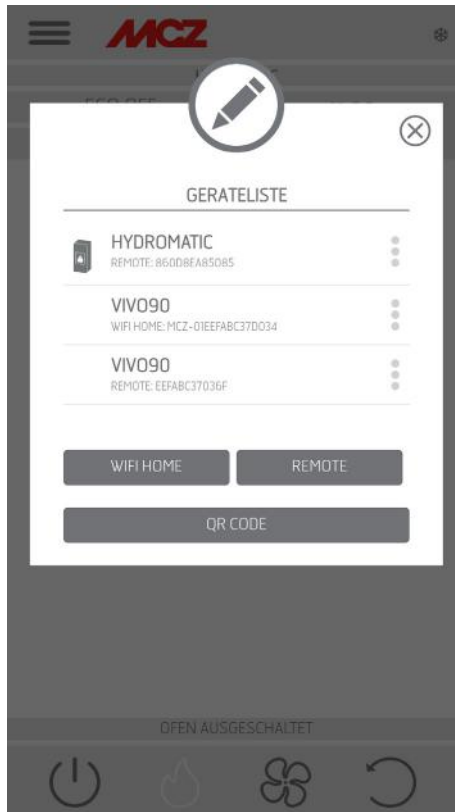 MCZ
GERATELISTE
HYDROMATIC
REMOTE: 860D8EA85D85
VIVO90
WIFI HOME: MCZ-01EEFABC37D034
VIVO90
REMOTE: EEFABC37036F
WIFI HOME
REMOTE
QR CODE
OFEN AUSGESCHALTET